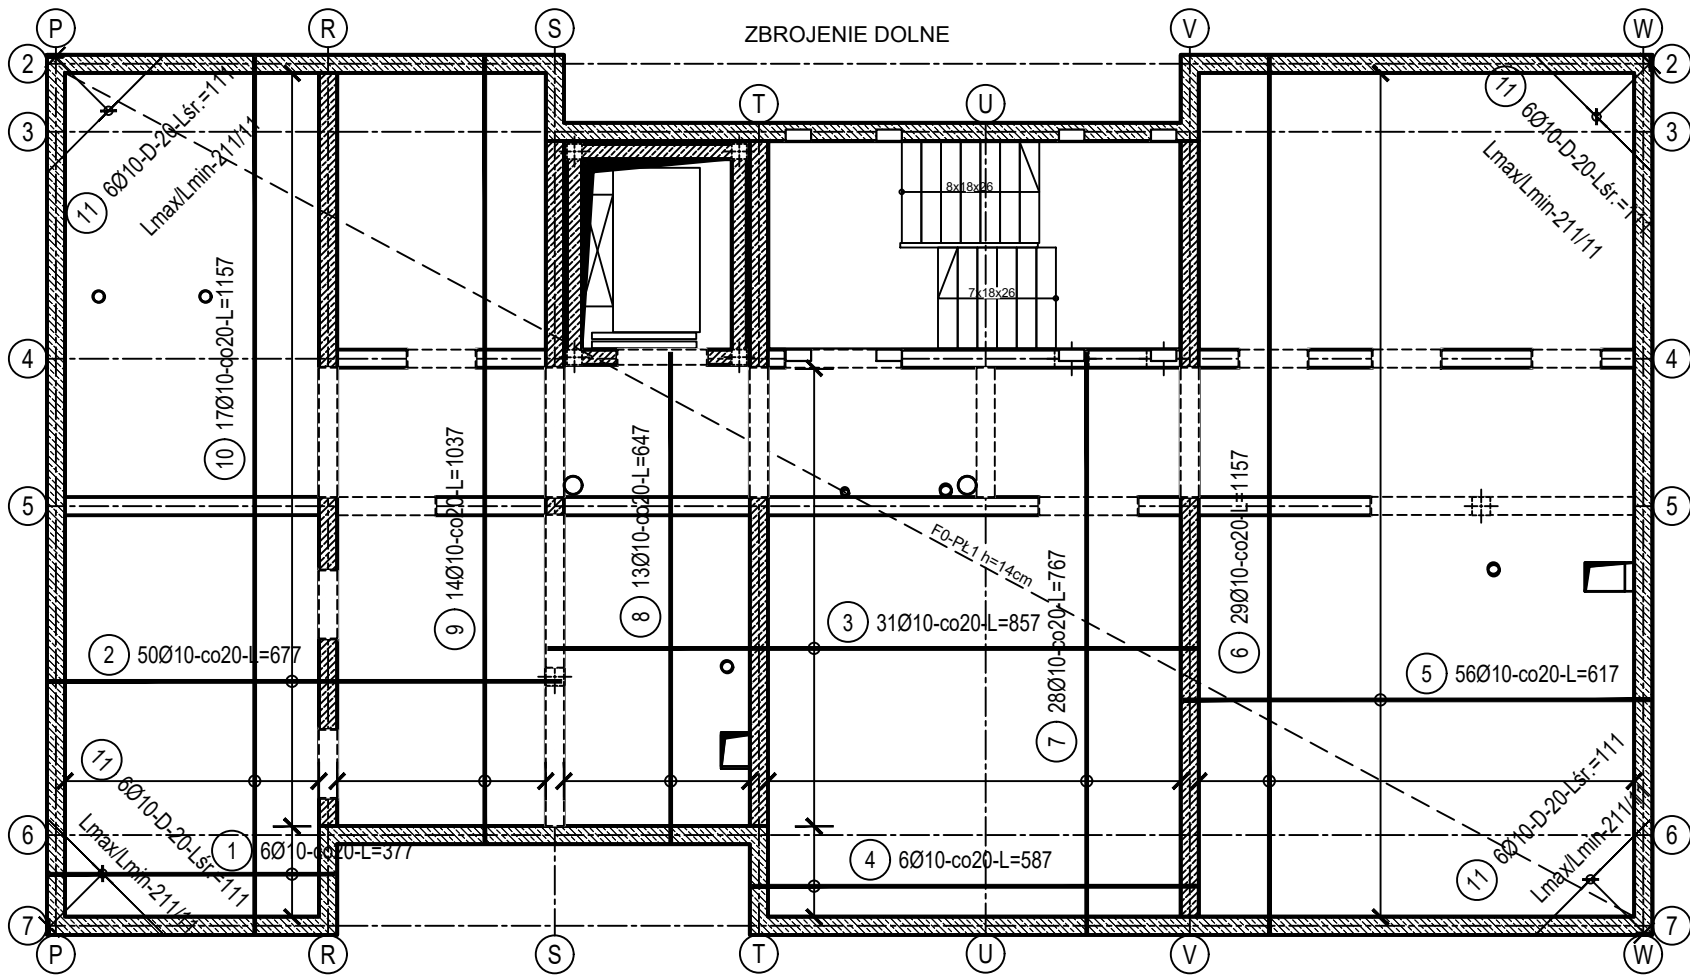 ZBROJENIE DOLNE
P
R
S
T
U
V
W
2
2
3
3
11
6Ø10-D-20-Lśr.=111
Lmax/Lmin-211/11
11
6Ø10-D-20-Lśr.=111
Lmax/Lmin-211/11
8x18x26
7x18x26
4
4
10
17Ø10-co20-L=1157
9
14Ø10-co20-L=1037
8
13Ø10-co20-L=647
7
28Ø10-co20-L=767
6
29Ø10-co20-L=1157
5
5
F0-PŁ1 h=14cm
3
31Ø10-co20-L=857
2
50Ø10-co20-L=677
5
56Ø10-co20-L=617
11
6Ø10-D-20-Lśr.=111
Lmax/Lmin-211/11
11
6Ø10-D-20-Lśr.=111
Lmax/Lmin-211/11
6
6
1
6Ø10-co20-L=377
4
6Ø10-co20-L=587
7
7
P
R
S
T
U
V
W